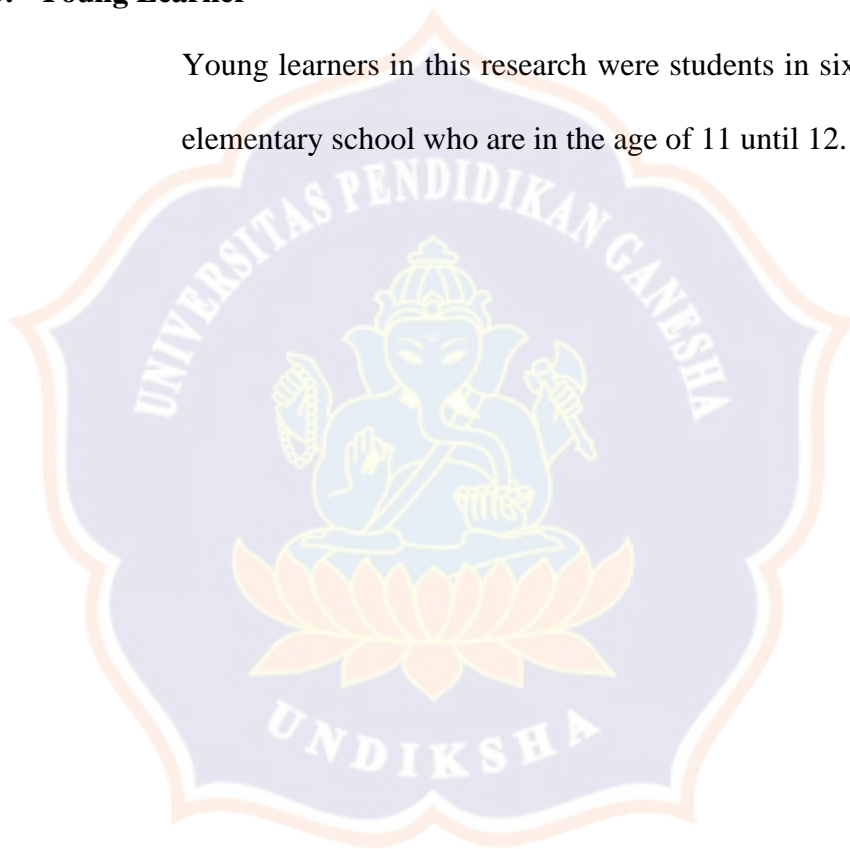 Young Learner
Young learners in this research were students in six
elementary school who are in the age of 11 until 12.
UNIVERSITAS PENDIDIKAN GANESHA
UNDIKSHA